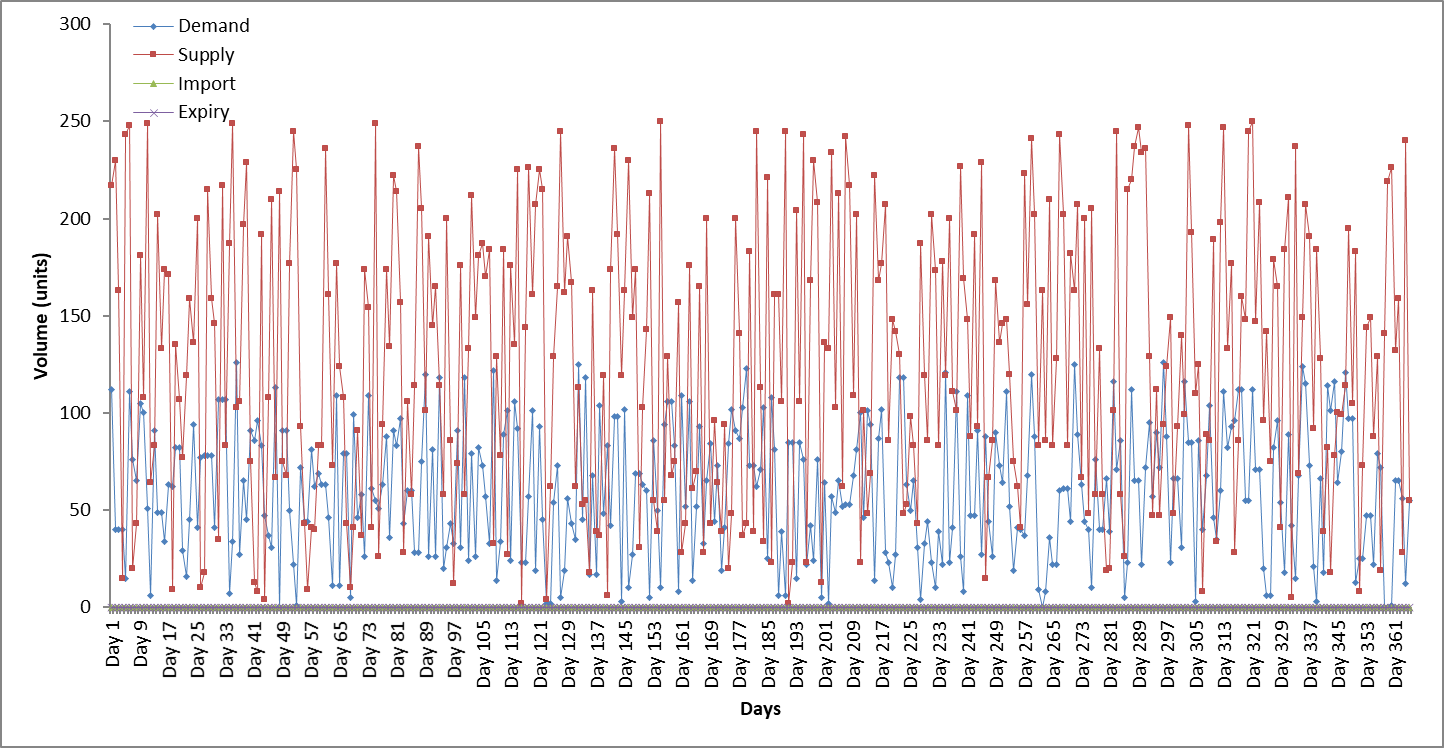 300
250
200
150
100
50
0
Volume (units)
Demand
Supply
Import
Expiry
Day 1
Day 9
Day 17
Day 25
Day 33
Day 41
Day 49
Day 57
Day 65
Day 73
Day 81
Day 89
Day 97
Day 105
Day 113
Day 121
Day 129
Day 137
Day 145
Day 153
Day 161
Day 169
Day 177
Day 185
Day 193
Day 201
Day 209
Day 217
Day 225
Day 233
Day 241
Day 249
Day 257
Day 265
Day 273
Day 281
Day 289
Day 297
Day 305
Day 313
Day 321
Day 329
Day 337
Day 345
Day 353
Day 361
Days